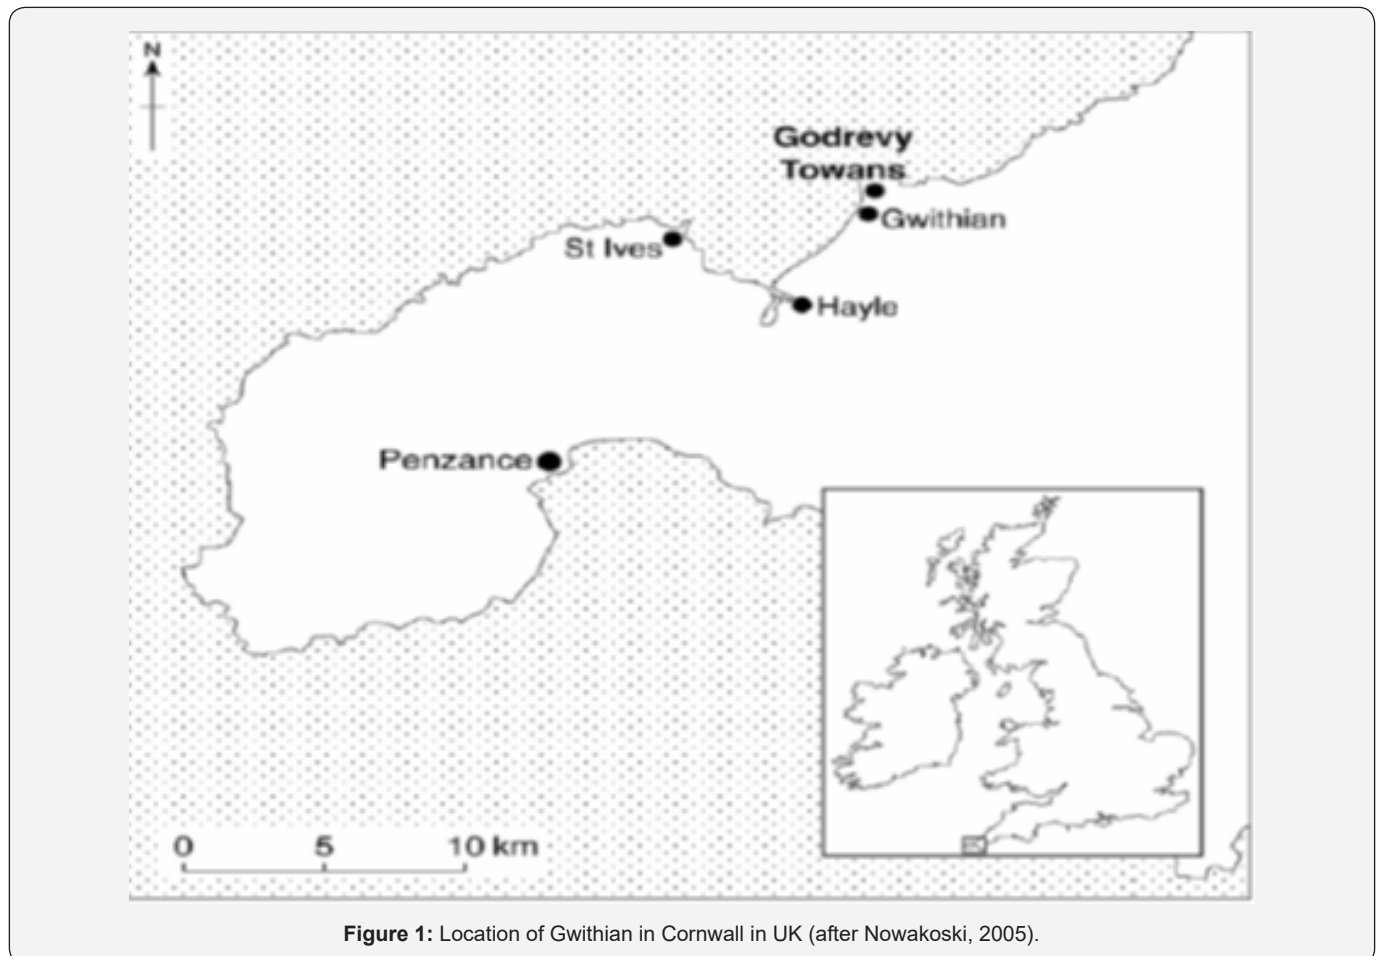 N
Godrevy
Towans
Gwithian
St Ives
Hayle
Penzance
0 5 10 km
Figure 1: Location of Gwithian in Cornwall in UK (after Nowakoski, 2005).